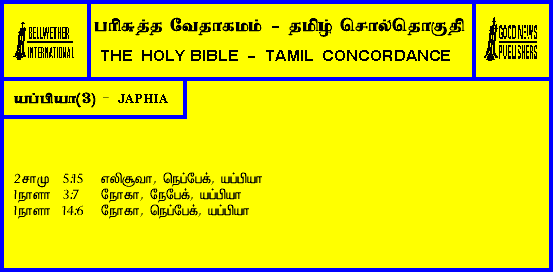 BELLWETHER
INTERNATIONAL
பரிசுத்த வேதாகமம் - தமிழ் சொல்தொகுதி
THE HOLY BIBLE - TAMIL CONCORDANCE
GOOD NEWS
PUBLISHERS
யப்பியா(3) - JAPHIA
2சாமு 5:15 எலிசூவா, நெப்பேக், யப்பியா
1நாளா 3:7 நோகா, நேபேக், யப்பியா
1நாளா 14:6 நோகா, நெப்பேக், யப்பியா